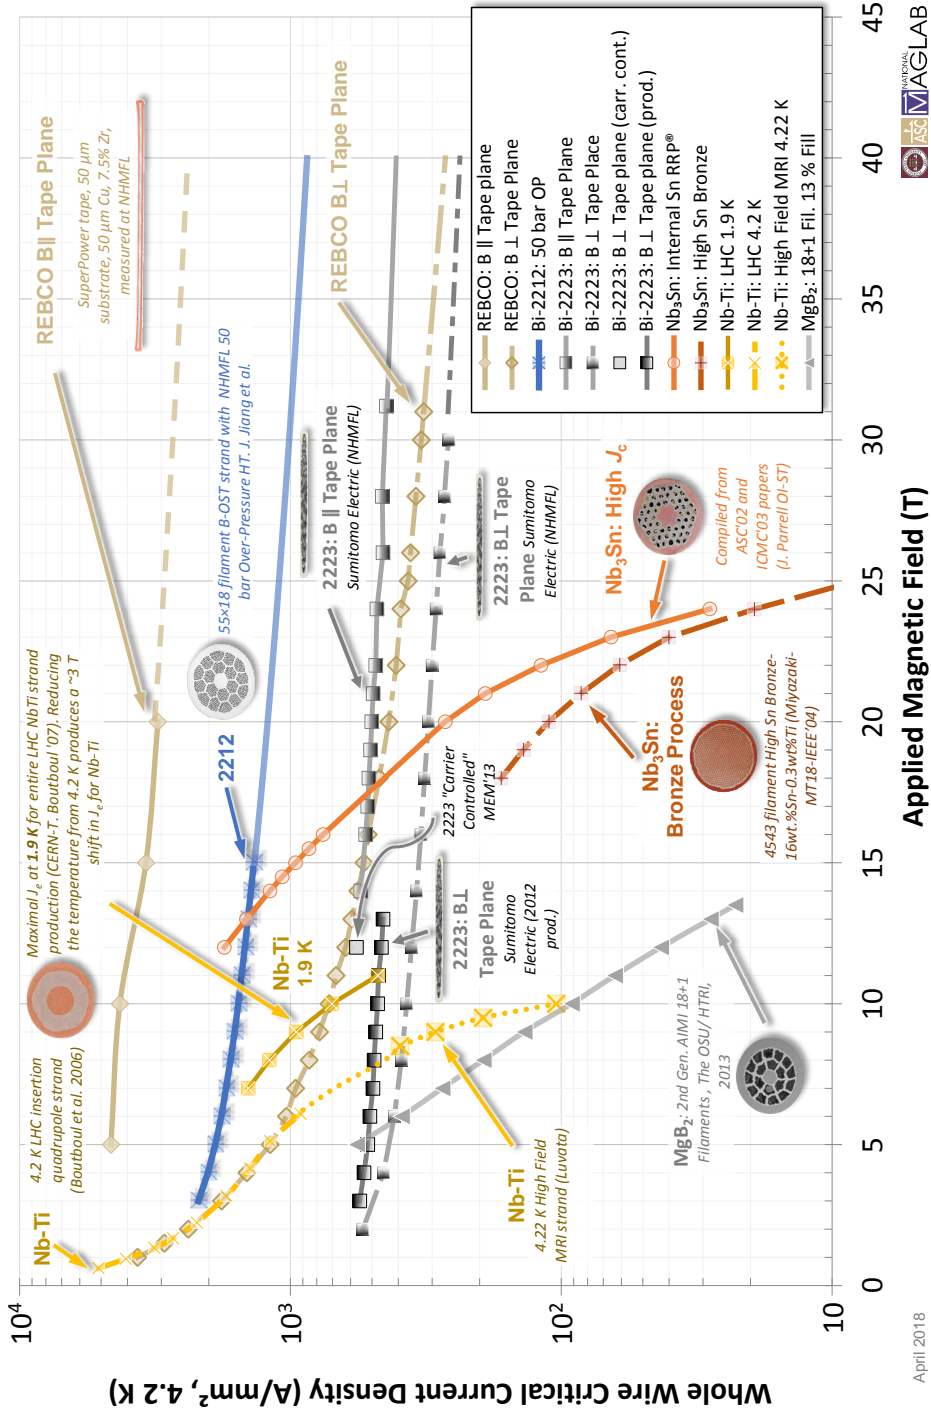 Whole Wire Critical Current Density (A/mm², 4.2 K)
10⁴
10³
10²
10
0
5
10
15
20
25
30
35
40
45
Applied Magnetic Field (T)
Nb-Ti
4.2 K LHC insertion
quadrupole strand
(Boutboul et al. 2006)
Maximal Jₑ at 1.9 K for entire LHC NbTi strand
production (CERN-T. Boutboul '07). Reducing
the temperature from 4.2 K produces a ~3 T
shift in Jₑ for Nb-Ti
REBCO B∥ Tape Plane
SuperPower tape, 50 µm
substrate, 50 µm Cu, 7.5% Zr,
measured at NHMFL
2212
55×18 filament B-OST strand with NHMFL 50
bar Over-Pressure HT. J. Jiang et al.
REBCO B⊥ Tape Plane
2223: B∥ Tape Plane
Sumitomo Electric (NHMFL)
Nb-Ti
1.9 K
2223 "Carrier
Controlled"
MEM'13
2223: B⊥
Tape Plane
Sumitomo
Electric (2012
prod.)
2223: B⊥ Tape
Plane Sumitomo
Electric (NHMFL)
Nb-Ti
4.22 K High Field
MRI strand (Luvata)
MgB₂: 2nd Gen. AIMI 18+1
Filaments , The OSU/ HTRI,
2013
Nb₃Sn:
Bronze Process
4543 filament High Sn Bronze-
16wt.%Sn-0.3wt%Ti (Miyazaki-
MT18-IEEE'04)
Nb₃Sn: High Jc
Compiled from
ASC'02 and
ICMC'03 papers
(J. Parrell OI-ST)
REBCO: B ∥ Tape plane
REBCO: B ⊥ Tape Plane
Bi-2212: 50 bar OP
Bi-2223: B ∥ Tape Plane
Bi-2223: B ⊥ Tape Place
Bi-2223: B ⊥ Tape Plane (carr. cont.)
Bi-2223: B ⊥ Tape Plane (prod.)
Nb₃Sn: Internal Sn RRP®
Nb₃Sn: High Sn Bronze
Nb-Ti: LHC 1.9 K
Nb-Ti: LHC 4.2 K
Nb-Ti: High Field MRI 4.22 K
MgB₂: 18+1 Fil. 13 % Fill
April 2018
ASC
NATIONAL
MAGLAB